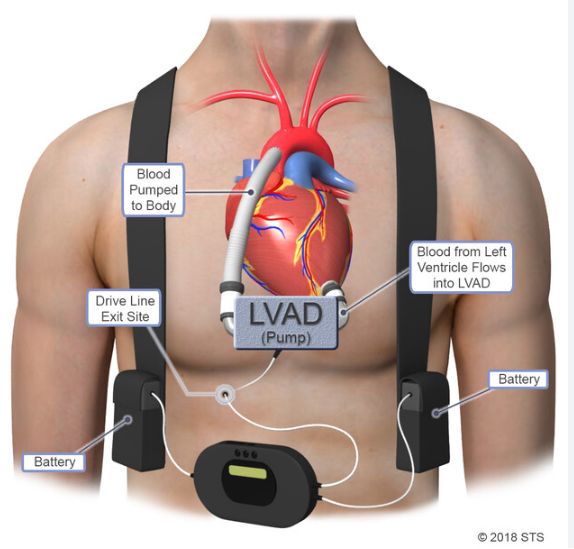 Blood
Pumped
to Body
Blood from Left
Ventricle Flows
into LVAD
Drive Line
Exit Site
LVAD
(Pump)
Battery
Battery
© 2018 STS